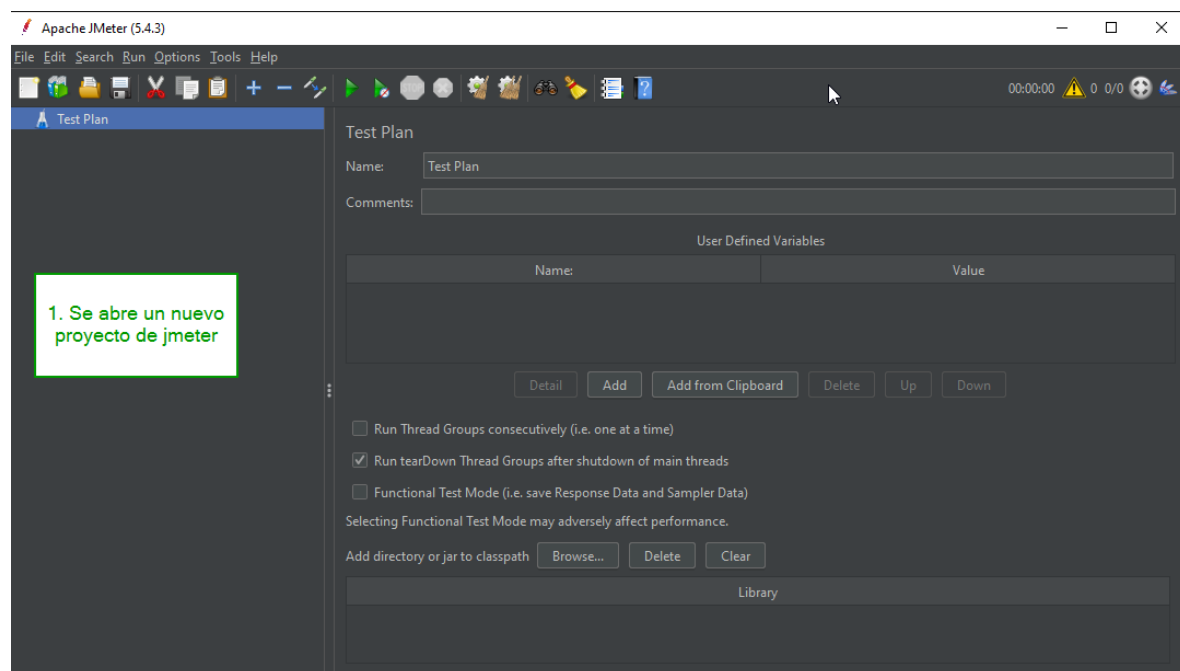 Apache JMeter (5.4.3)
File Edit Search Run Options Tools Help
00:00:00 0 0/0
Test Plan
Test Plan
Name: Test Plan
Comments:
User Defined Variables
Name: Value
1. Se abre un nuevo
proyecto de jmeter
Detail Add Add from Clipboard Delete Up Down
Run Thread Groups consecutively (i.e. one at a time)
Run tearDown Thread Groups after shutdown of main threads
Functional Test Mode (i.e. save Response Data and Sampler Data)
Selecting Functional Test Mode may adversely affect performance.
Add directory or jar to classpath Browse... Delete Clear
Library